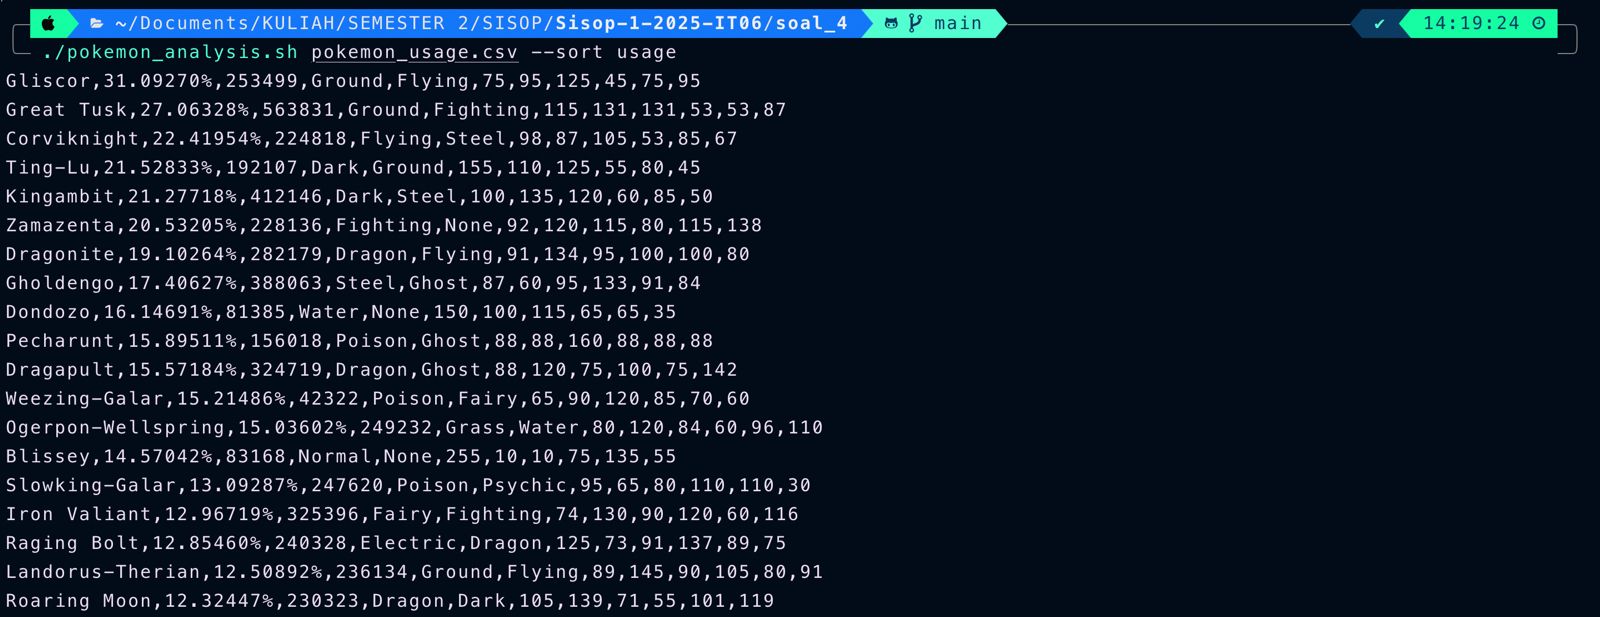 ~/Documents/KULIAH/SEMESTER 2/SISOP/Sisop-1-2025-IT06/soal_4 main ✔ 14:19:24
./pokemon_analysis.sh pokemon_usage.csv --sort usage
Gliscor,31.09270%,253499,Ground,Flying,75,95,125,45,75,95
Great Tusk,27.06328%,563831,Ground,Fighting,115,131,131,53,53,87
Corviknight,22.41954%,224818,Flying,Steel,98,87,105,53,85,67
Ting-Lu,21.52833%,192107,Dark,Ground,155,110,125,55,80,45
Kingambit,21.27718%,412146,Dark,Steel,100,135,120,60,85,50
Zamazenta,20.53205%,228136,Fighting,None,92,120,115,80,115,138
Dragonite,19.10264%,282179,Dragon,Flying,91,134,95,100,100,80
Gholdengo,17.40627%,388063,Steel,Ghost,87,60,95,133,91,84
Dondozo,16.14691%,81385,Water,None,150,100,115,65,65,35
Pecharunt,15.89511%,156018,Poison,Ghost,88,88,160,88,88,88
Dragapult,15.57184%,324719,Dragon,Ghost,88,120,75,100,75,142
Weezing-Galar,15.21486%,42322,Poison,Fairy,65,90,120,85,70,60
Ogerpon-Wellspring,15.03602%,249232,Grass,Water,80,120,84,60,96,110
Blissey,14.57042%,83168,Normal,None,255,10,10,75,135,55
Slowking-Galar,13.09287%,247620,Poison,Psychic,95,65,80,110,110,30
Iron Valiant,12.96719%,325396,Fairy,Fighting,74,130,90,120,60,116
Raging Bolt,12.85460%,240328,Electric,Dragon,125,73,91,137,89,75
Landorus-Therian,12.50892%,236134,Ground,Flying,89,145,90,105,80,91
Roaring Moon,12.32447%,230323,Dragon,Dark,105,139,71,55,101,119